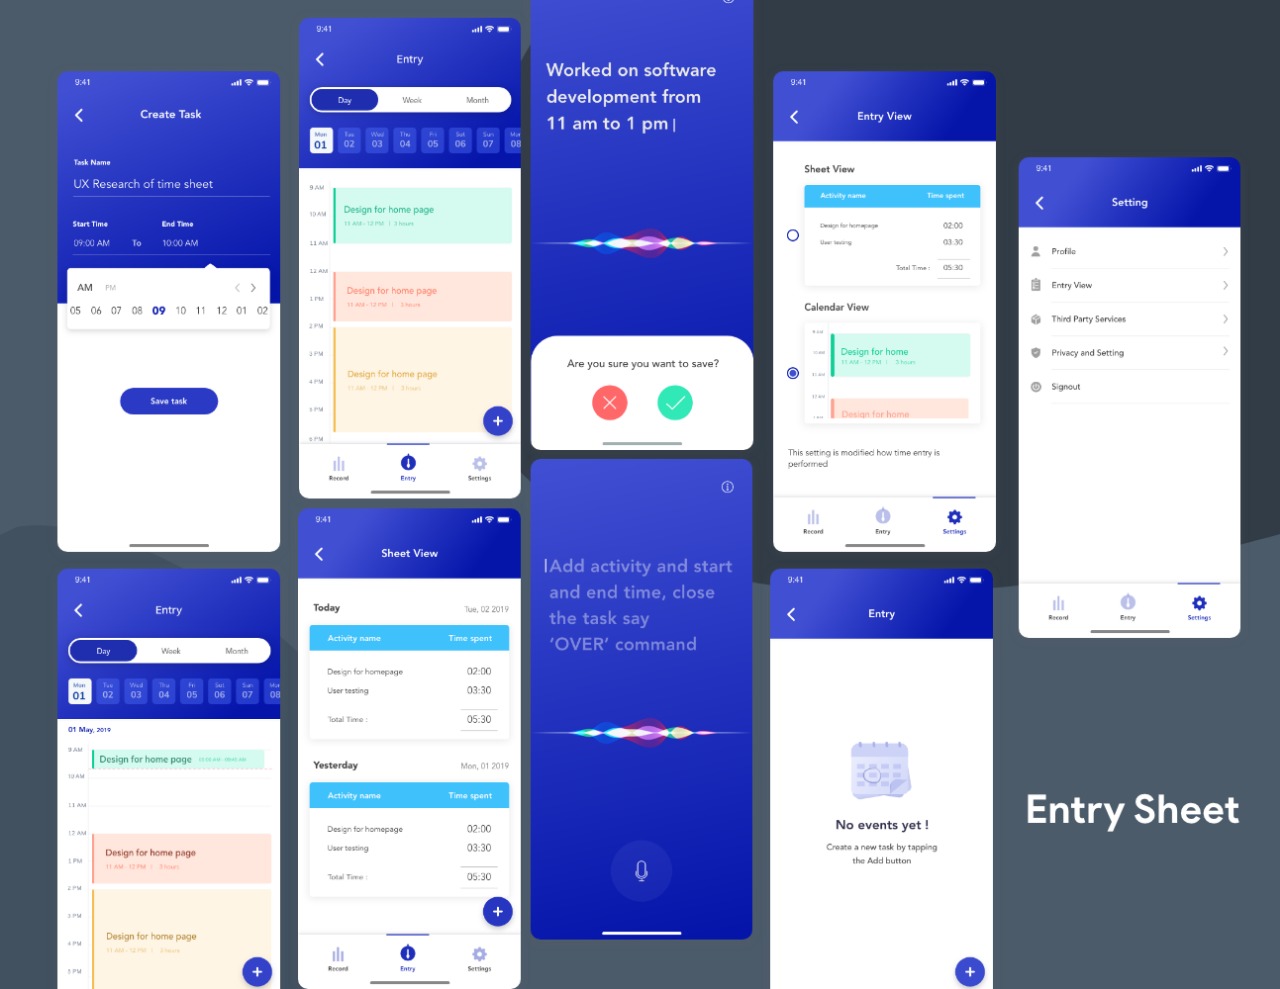 9:41
Create Task
Task Name
UX Research of time sheet
Start Time
End Time
09:00 AM
To
10:00 AM
AM
PM
05 06 07 08 09 10 11 12 01 02
Save task
9:41
Entry
Day Week Month
Mon Tue Wed Thu Fri Sat Sun Mon
01 02 03 04 05 06 07 08
9 AM
Design for home page
10 AM
11 AM - 12 PM | 2 hours
11 AM
12 AM
Design for home page
1 PM
11 AM - 12 PM | 3 hours
2 PM
3 PM
Design for home page
4 PM
11 AM - 12 PM | 3 hours
5 PM
6 PM
Record Entry Settings
Worked on software
development from
11 am to 1 pm
Are you sure you want to save?
9:41
Entry View
Sheet View
Activity name Time spent
Design for homepage 02:00
User testing 03:30
Total Time : 05:30
Calendar View
9 AM
10 AM
Design for home
11 AM - 12 PM | 3 hours
11 AM
12 AM
Design for home
This setting is modified how time entry is
performed
Record Entry Settings
9:41
Setting
Profile
Entry View
Third Party Services
Privacy and Setting
Signout
Record Entry Settings
9:41
Entry
Day Week Month
Mon Tue Wed Thu Fri Sat Sun Mon
01 02 03 04 05 06 07 08
01 May, 2019
9 AM
Design for home page
10 AM
11 AM
12 AM
Design for home page
1 PM
11 AM - 12 PM | 3 hours
2 PM
3 PM
Design for home page
4 PM
11 AM - 12 PM | 4 hours
5 PM
9:41
Sheet View
Today Tue, 02 2019
Activity name Time spent
Design for homepage 02:00
User testing 03:30
Total Time : 05:30
Yesterday Mon, 01 2019
Activity name Time spent
Design for homepage 02:00
User testing 03:30
Total Time : 05:30
Record Entry Settings
Add activity and start
and end time, close
the task say
‘OVER’ command
9:41
Entry
No events yet !
Create a new task by tapping
the Add button
Entry Sheet